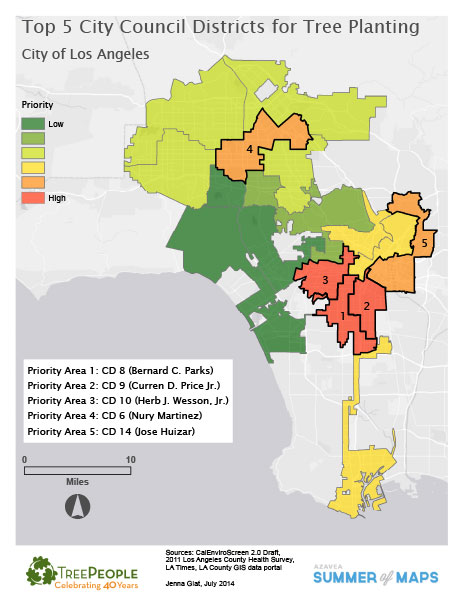 Top 5 City Council Districts for Tree Planting
City of Los Angeles
Priority
Low
High
4
5
3
2
1
Priority Area 1: CD 8 (Bernard C. Parks)
Priority Area 2: CD 9 (Curren D. Price Jr.)
Priority Area 3: CD 10 (Herb J. Wesson, Jr.)
Priority Area 4: CD 6 (Nury Martinez)
Priority Area 5: CD 14 (Jose Huizar)
0 10
Miles
TREEPEOPLE
Celebrating 40 Years
Sources: CalEnviroScreen 2.0 Draft,
2011 Los Angeles County Health Survey,
LA Times, LA County GIS data portal
Jenna Glat, July 2014
AZAVEA
SUMMER of MAPS